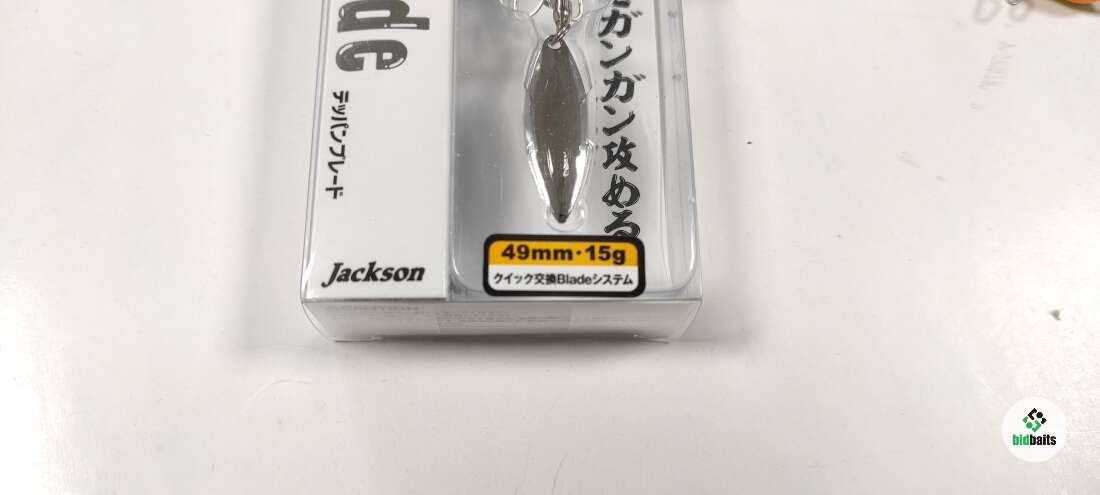 de
テッパンブレード
Jackson
ガンガン攻める
49mm・15g
クイック交換Bladeシステム
bidbaits